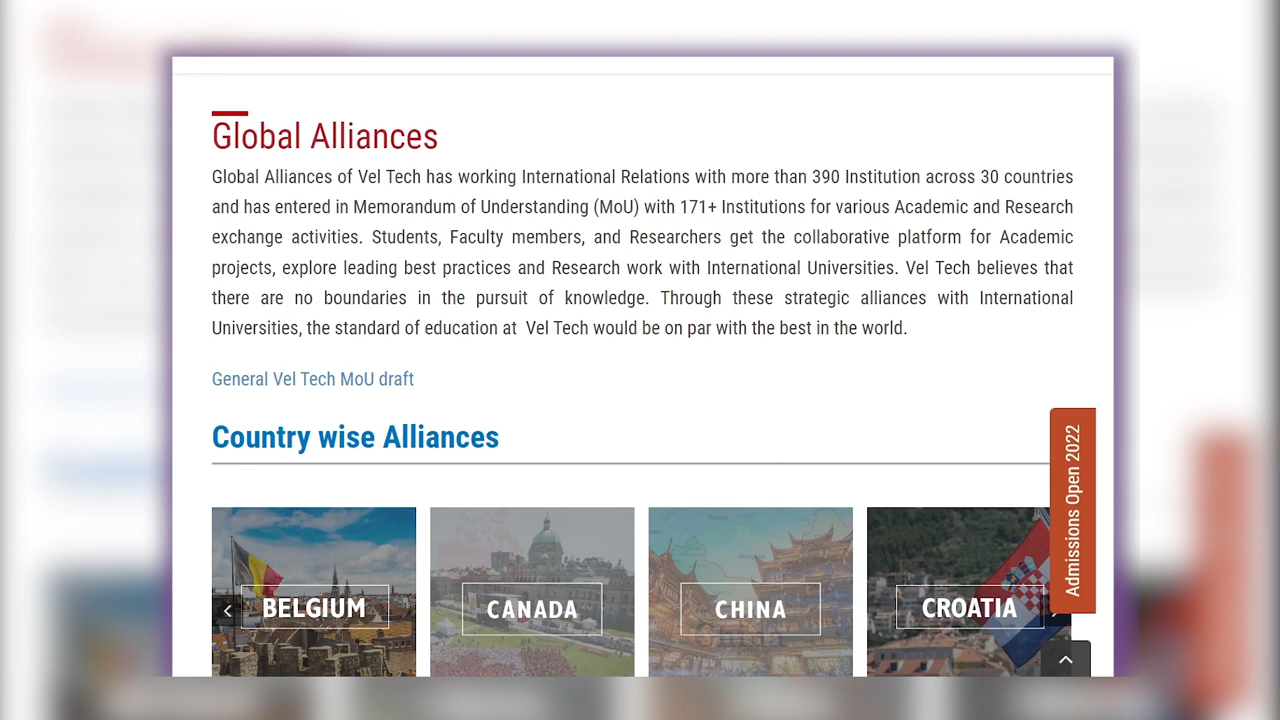 Global Alliances
Global Alliances of Vel Tech has working International Relations with more than 390 Institution across 30 countries
and has entered in Memorandum of Understanding (MoU) with 171+ Institutions for various Academic and Research
exchange activities. Students, Faculty members, and Researchers get the collaborative platform for Academic
projects, explore leading best practices and Research work with International Universities. Vel Tech believes that
there are no boundaries in the pursuit of knowledge. Through these strategic alliances with International
Universities, the standard of education at Vel Tech would be on par with the best in the world.
General Vel Tech MoU draft
Country wise Alliances
Admissions Open 2022
BELGIUM
CANADA
CHINA
CROATIA